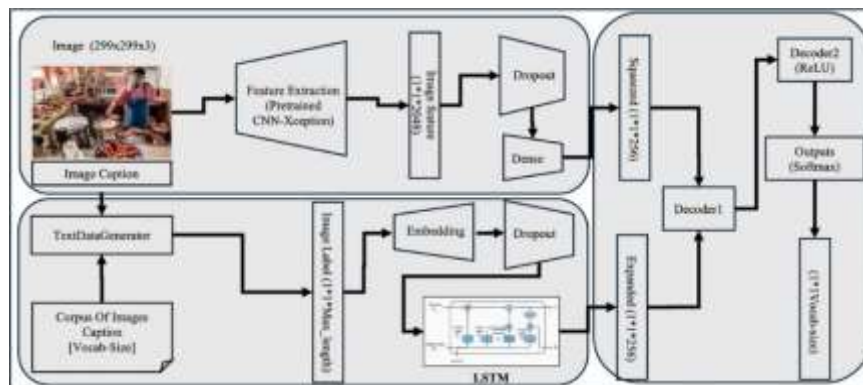 Image (299x299x3)
Image Caption
Feature Extraction
(Pretrained
CNN-Xception)
Image feature
(1*1*2048)
Dropout
Dense
TextDataGenerator
Corpus Of Images
Caption
[Vocab-Size]
Image Label (1*1*Max_length)
Embedding
Dropout
LSTM
Squeezed (1*1*256)
Expanded (1*1*256)
Decoder1
Decoder2
(ReLU)
Outputs
(Softmax)
(1*1Vocab-size)